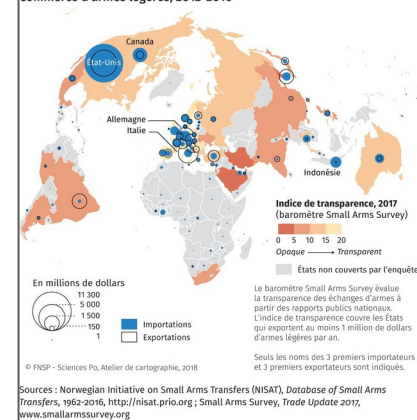 Canada
État-Unis
Allemagne
Italie
Indonésie
Indice de transparence, 2017
(baromètre Small Arms Survey)
0 5 10 15 20
Opaque Transparent
États non couverts par l'enquête
En millions de dollars
11 300
5 000
1 500
150
1
Importations
Exportations
Le baromètre Small Arms Survey évalue
la transparence des échanges d'armes à
partir des rapports publics nationaux.
L'indice de transparence couvre les États
qui exportent au moins 1 million de dollars
d'armes légères par an.
Seuls les noms des 3 premiers importateurs
et 3 premiers exportateurs sont indiqués.
© FNSP - Sciences Po, Atelier de cartographie, 2018
Sources : Norwegian Initiative on Small Arms Transfers (NISAT), Database of Small Arms
Transfers, 1962-2016, http://nisat.prio.org ; Small Arms Survey, Trade Update 2017,
www.smallarmssurvey.org